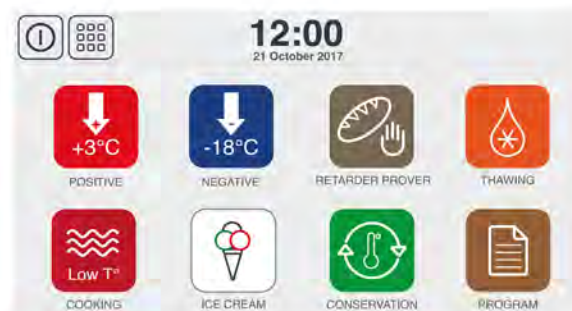 12:00
21 October 2017
+3°C
-18°C
POSITIVE
NEGATIVE
RETARDER PROVER
THAWING
Low T°
COOKING
ICE CREAM
CONSERVATION
PROGRAM